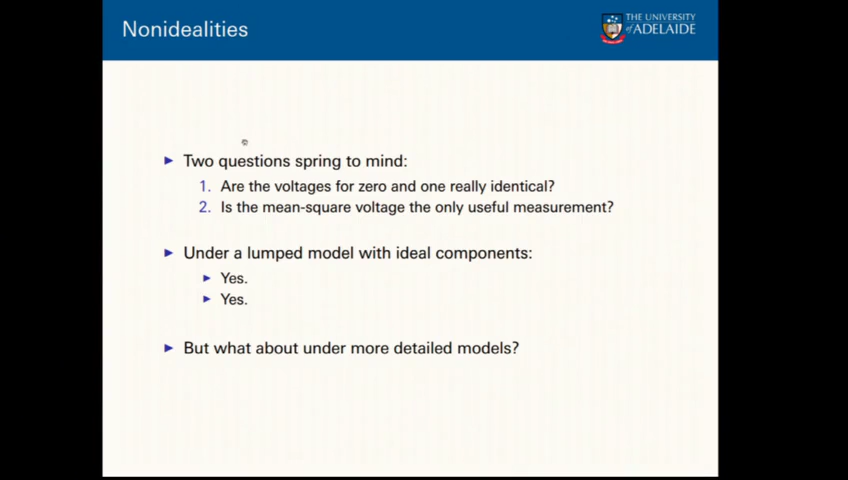 Nonidealities
THE UNIVERSITY
of ADELAIDE
Two questions spring to mind:
1. Are the voltages for zero and one really identical?
2. Is the mean-square voltage the only useful measurement?
Under a lumped model with ideal components:
Yes.
Yes.
But what about under more detailed models?